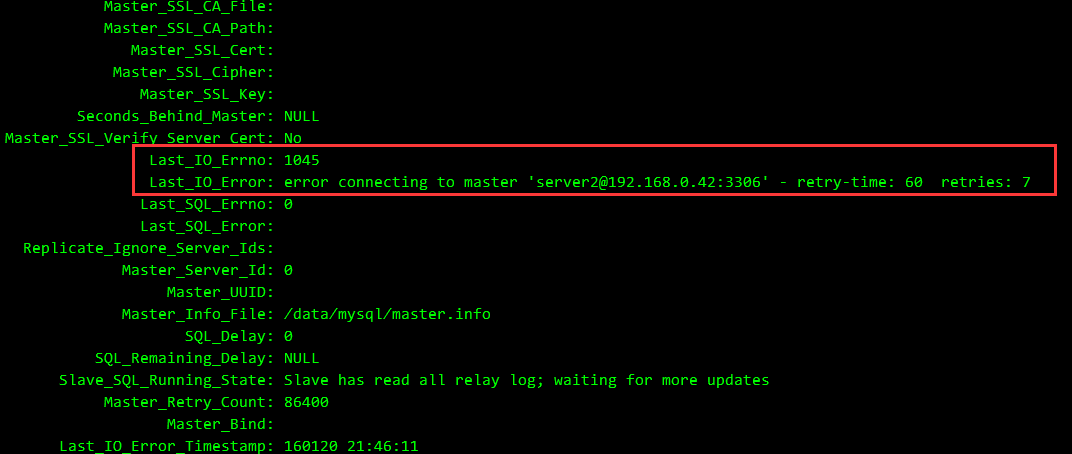 Master_SSL_CA_File:
Master_SSL_CA_Path:
Master_SSL_Cert:
Master_SSL_Cipher:
Master_SSL_Key:
Seconds_Behind_Master: NULL
Master_SSL_Verify_Server_Cert: No
Last_IO_Errno: 1045
Last_IO_Error: error connecting to master 'server2@192.168.0.42:3306' - retry-time: 60  retries: 7
Last_SQL_Errno: 0
Last_SQL_Error:
Replicate_Ignore_Server_Ids:
Master_Server_Id: 0
Master_UUID:
Master_Info_File: /data/mysql/master.info
SQL_Delay: 0
SQL_Remaining_Delay: NULL
Slave_SQL_Running_State: Slave has read all relay log; waiting for more updates
Master_Retry_Count: 86400
Master_Bind:
Last_IO_Error_Timestamp: 160120 21:46:11